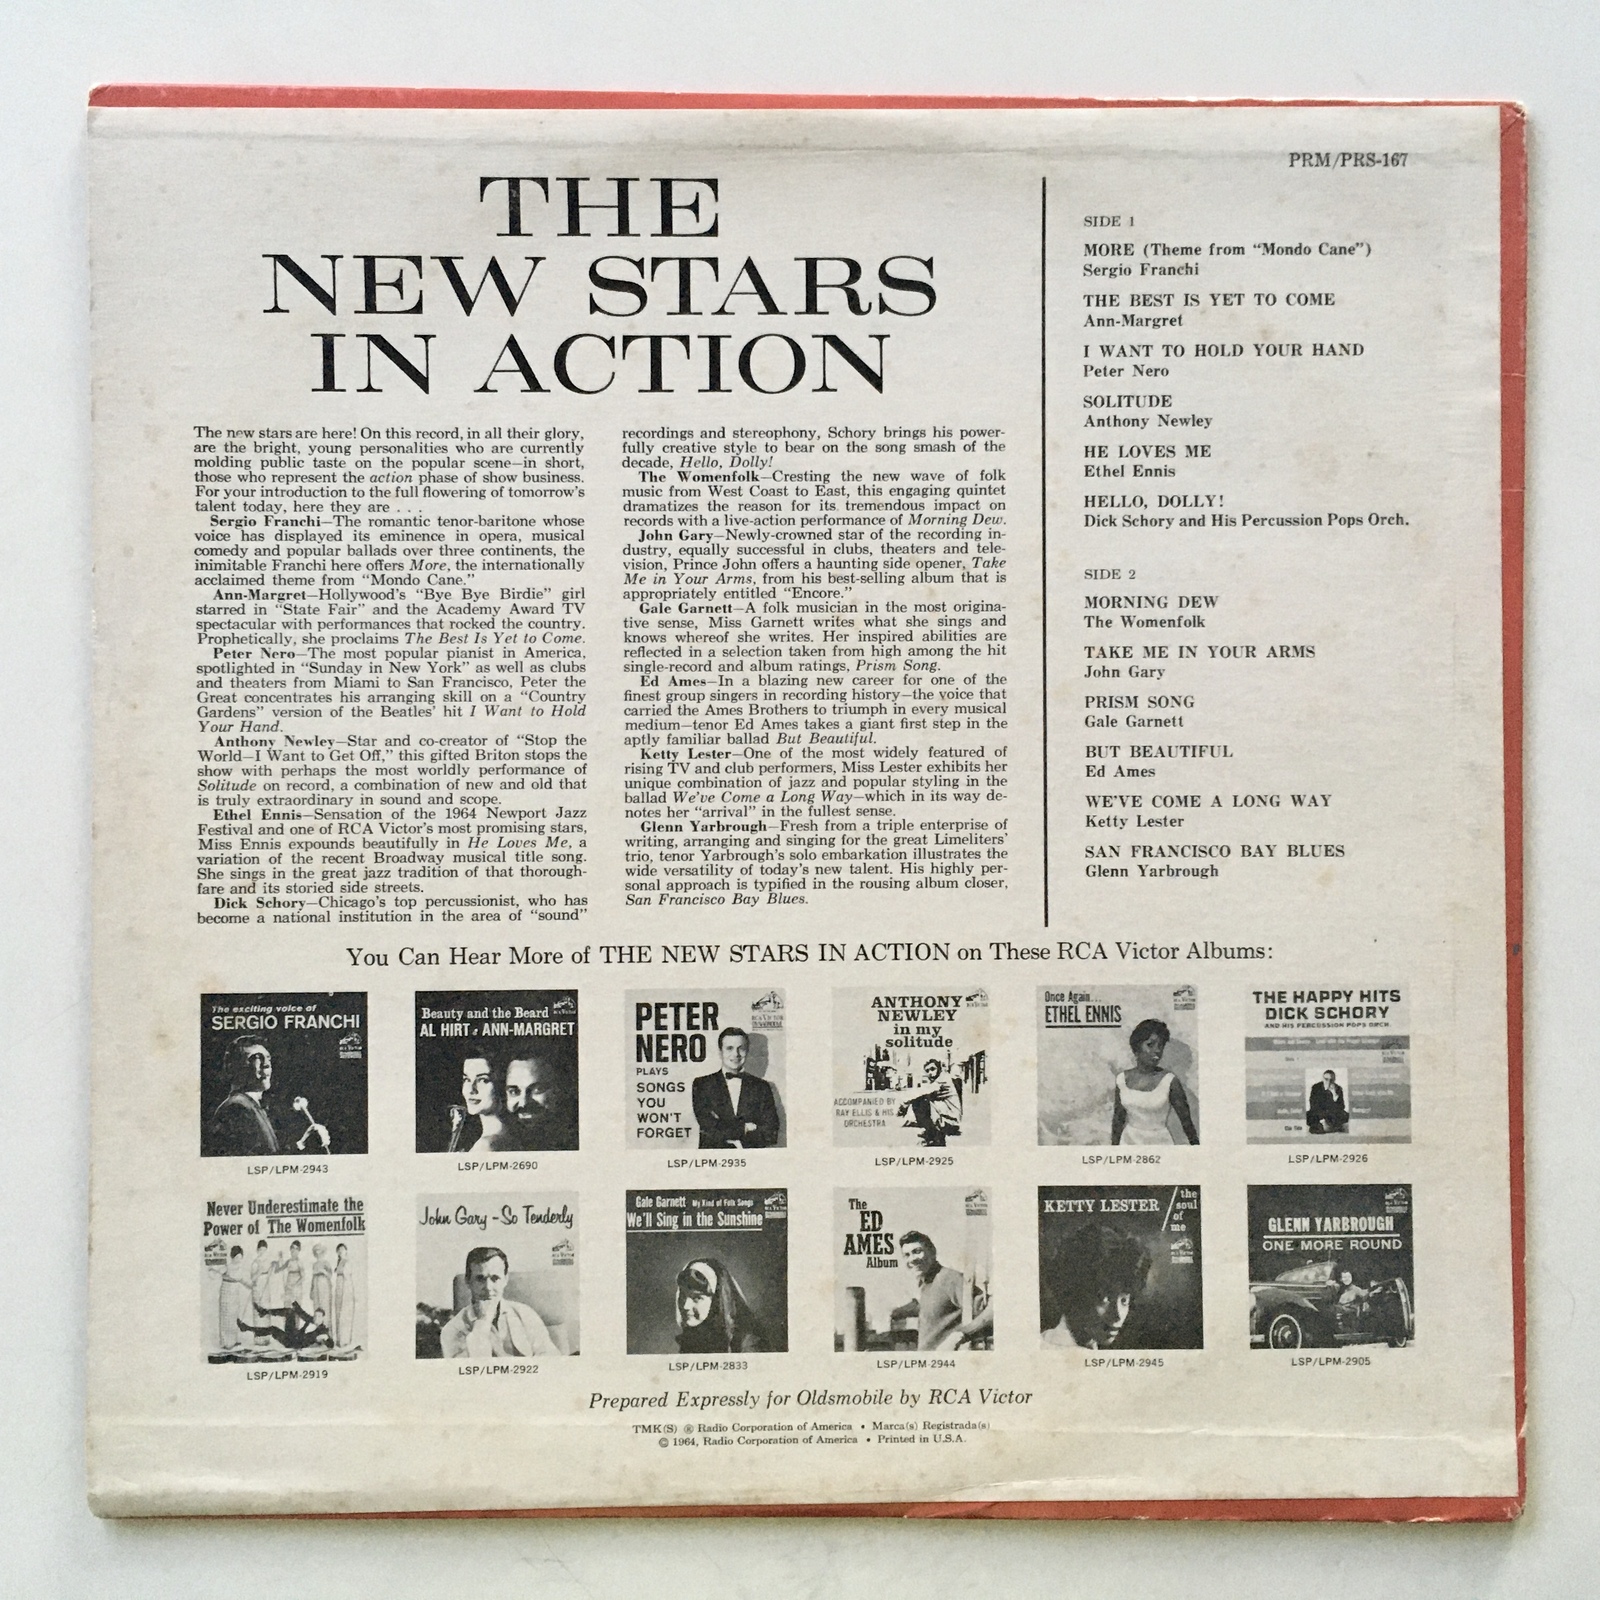 PRM/PRS-167
THE
NEW STARS
IN ACTION
The new stars are here! On this record, in all their glory,
are the bright, young personalities who are currently
molding public taste on the popular scene—in short,
those who represent the action phase of show business.
For your introduction to the full flowering of tomorrow's
talent today, here they are . . .
Sergio Franchi—The romantic tenor-baritone whose
voice has displayed its eminence in opera, musical
comedy and popular ballads over three continents, the
inimitable Franchi here offers More, the internationally
acclaimed theme from "Mondo Cane."
Ann-Margret—Hollywood's "Bye Bye Birdie" girl
starred in "State Fair" and the Academy Award TV
spectacular with performances that rocked the country.
Prophetically, she proclaims The Best Is Yet to Come.
Peter Nero—The most popular pianist in America,
spotlighted in "Sunday in New York" as well as clubs
and theaters from Miami to San Francisco, Peter the
Great concentrates his arranging skill on a "Country
Gardens" version of the Beatles' hit I Want to Hold
Your Hand.
Anthony Newley—Star and co-creator of "Stop the
World—I Want to Get Off," this gifted Briton stops the
show with perhaps the most worldly performance of
Solitude on record, a combination of new and old that
is truly extraordinary in sound and scope.
Ethel Ennis—Sensation of the 1964 Newport Jazz
Festival and one of RCA Victor's most promising stars,
Miss Ennis expounds beautifully in He Loves Me, a
variation of the recent Broadway musical title song.
She sings in the great jazz tradition of that thorough-
fare and its storied side streets.
Dick Schory—Chicago's top percussionist, who has
become a national institution in the area of "sound"
recordings and stereophony, Schory brings his power-
fully creative style to bear on the song smash of the
decade, Hello, Dolly!
The Womenfolk—Cresting the new wave of folk
music from West Coast to East, this engaging quintet
dramatizes the reason for its tremendous impact on
records with a live-action performance of Morning Dew.
John Gary—Newly-crowned star of the recording in-
dustry, equally successful in clubs, theaters and tele-
vision, Prince John offers a haunting side opener, Take
Me in Your Arms, from his best-selling album that is
appropriately entitled "Encore."
Gale Garnett—A folk musician in the most origina-
tive sense, Miss Garnett writes what she sings and
knows whereof she writes. Her inspired abilities are
reflected in a selection taken from high among the hit
single-record and album ratings, Prism Song.
Ed Ames—In a blazing new career for one of the
finest group singers in recording history—the voice that
carried the Ames Brothers to triumph in every musical
medium—tenor Ed Ames takes a giant first step in the
aptly familiar ballad But Beautiful.
Ketty Lester—One of the most widely featured of
rising TV and club performers, Miss Lester exhibits her
unique combination of jazz and popular styling in the
ballad We've Come a Long Way—which in its way de-
notes her "arrival" in the fullest sense.
Glenn Yarbrough—Fresh from a triple enterprise of
writing, arranging and singing for the great Limeliters'
trio, tenor Yarbrough's solo embarkation illustrates the
wide versatility of today's new talent. His highly per-
sonal approach is typified in the rousing album closer,
San Francisco Bay Blues.
SIDE 1
MORE (Theme from "Mondo Cane")
Sergio Franchi
THE BEST IS YET TO COME
Ann-Margret
I WANT TO HOLD YOUR HAND
Peter Nero
SOLITUDE
Anthony Newley
HE LOVES ME
Ethel Ennis
HELLO, DOLLY!
Dick Schory and His Percussion Pops Orch.
SIDE 2
MORNING DEW
The Womenfolk
TAKE ME IN YOUR ARMS
John Gary
PRISM SONG
Gale Garnett
BUT BEAUTIFUL
Ed Ames
WE'VE COME A LONG WAY
Ketty Lester
SAN FRANCISCO BAY BLUES
Glenn Yarbrough
You Can Hear More of THE NEW STARS IN ACTION on These RCA Victor Albums:
The exciting voice of
SERGIO FRANCHI
LSP/LPM-2943
Beauty and the Beard
AL HIRT • ANN-MARGRET
LSP/LPM-2690
PETER
NERO
PLAYS
SONGS
YOU
WON'T
FORGET
LSP/LPM-2935
ANTHONY
NEWLEY
in my
solitude
ACCOMPANIED BY
RAY ELLIS & HIS
ORCHESTRA
LSP/LPM-2925
Once Again...
ETHEL ENNIS
LSP/LPM-2862
THE HAPPY HITS
DICK SCHORY
AND HIS PERCUSSION POPS ORCH.
LSP/LPM-2926
Never Underestimate the
Power of The Womenfolk
LSP/LPM-2919
John Gary – So Tenderly
LSP/LPM-2922
Gale Garnett My Kind of Folk Songs
We'll Sing in the Sunshine
LSP/LPM-2833
The
ED
AMES
Album
LSP/LPM-2944
KETTY LESTER / the
soul
of
me
LSP/LPM-2945
GLENN YARBROUGH
ONE MORE ROUND
LSP/LPM-2905
Prepared Expressly for Oldsmobile by RCA Victor
TMK(S) ® Radio Corporation of America • Marca(s) Registrada(s)
© 1964, Radio Corporation of America • Printed in U.S.A.